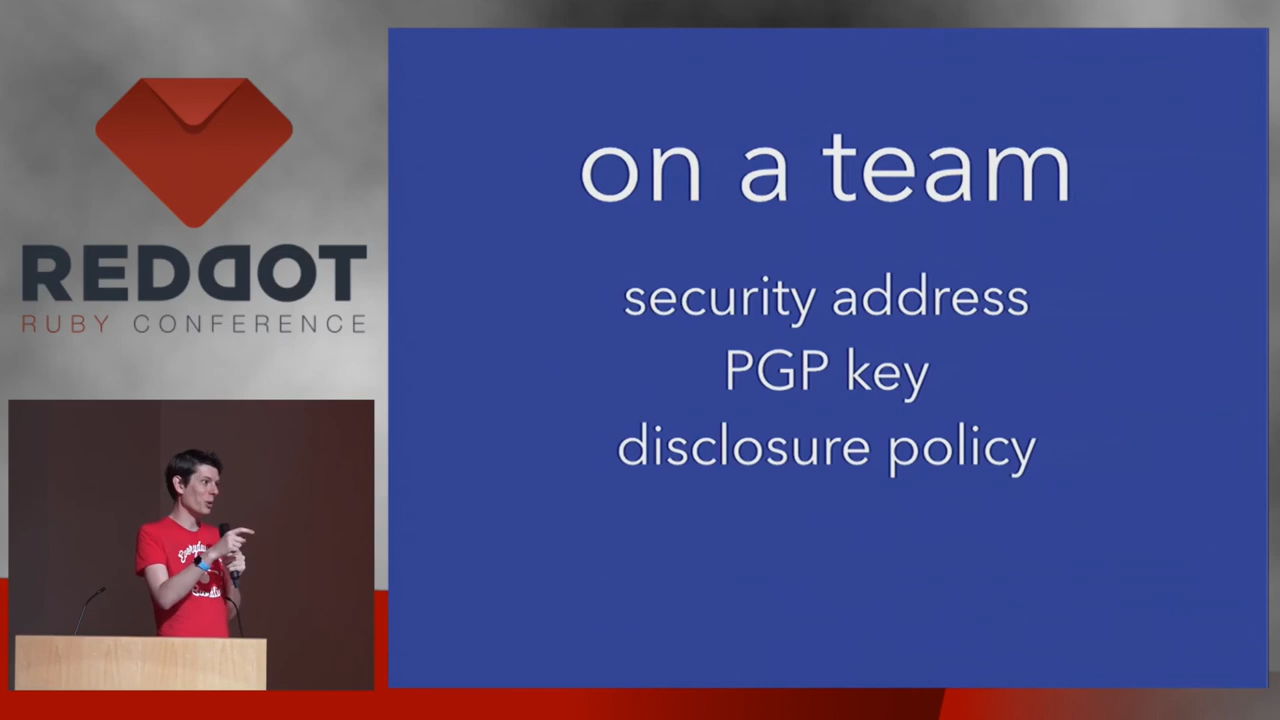 REDDOT
RUBY CONFERENCE
on a team
security address
PGP key
disclosure policy